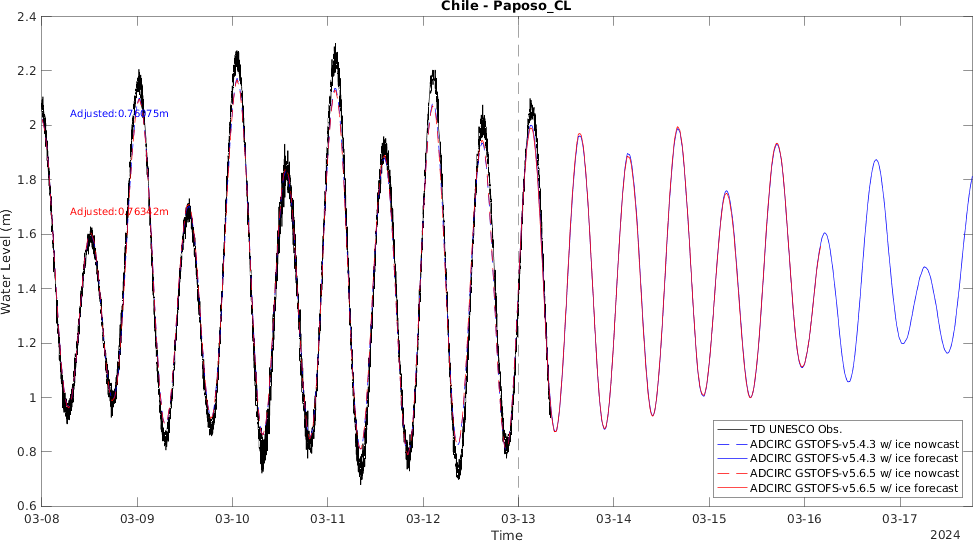 Chile - Paposo_CL
2.4
2.2
2
1.8
1.6
1.4
1.2
1
0.8
0.6
Water Level (m)
Adjusted:0.76075m
Adjusted:0.76342m
TD UNESCO Obs.
ADCIRC GSTOFS-v5.4.3 w/ ice nowcast
ADCIRC GSTOFS-v5.4.3 w/ ice forecast
ADCIRC GSTOFS-v5.6.5 w/ ice nowcast
ADCIRC GSTOFS-v5.6.5 w/ ice forecast
03-08 03-09 03-10 03-11 03-12 03-13 03-14 03-15 03-16 03-17
Time
2024